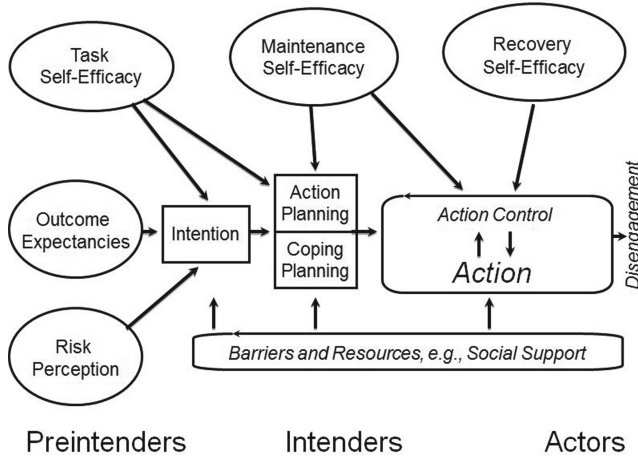 Task
Self-Efficacy
Maintenance
Self-Efficacy
Recovery
Self-Efficacy
Outcome
Expectancies
Intention
Action
Planning
Coping
Planning
Action Control
Action
Disengagement
Risk
Perception
Barriers and Resources, e.g., Social Support
Preintenders
Intenders
Actors